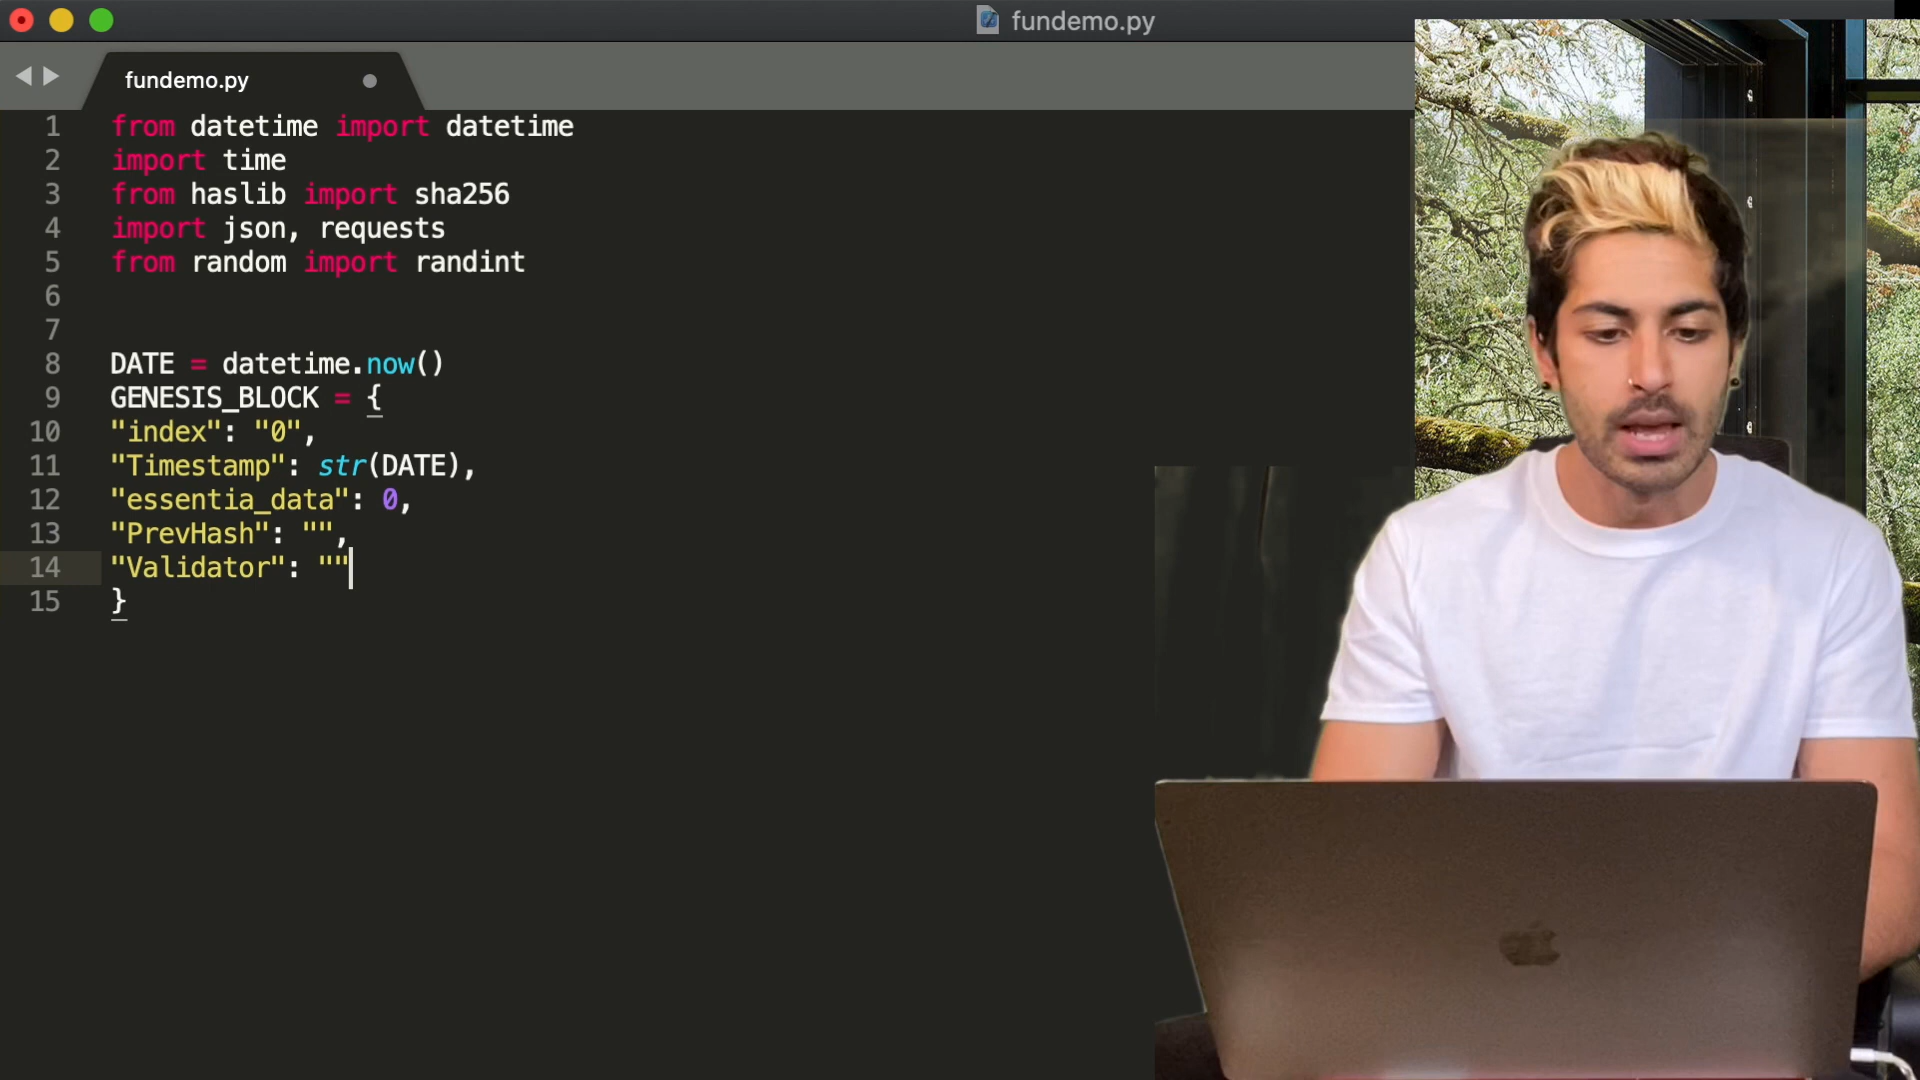 fundemo.py
fundemo.py
1 from datetime import datetime
2 import time
3 from haslib import sha256
4 import json, requests
5 from random import randint
6
7
8 DATE = datetime.now()
9 GENESIS_BLOCK = {
10 "index": "0",
11 "Timestamp": str(DATE),
12 "essentia_data": 0,
13 "PrevHash": "",
14 "Validator": ""
15 }